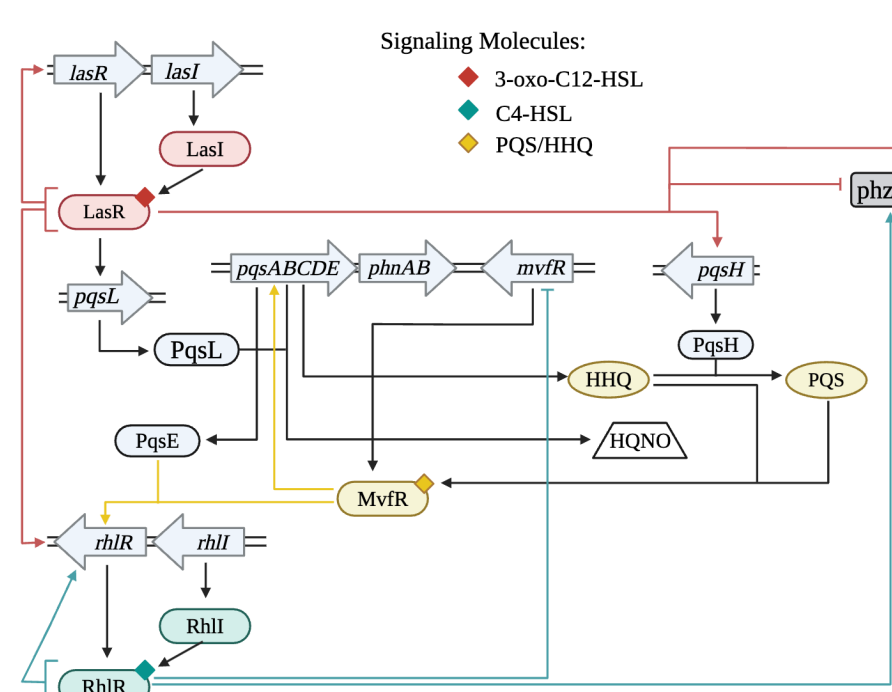 Signaling Molecules:
3-oxo-C12-HSL
C4-HSL
PQS/HHQ
lasR
lasI
LasI
LasR
phz
pqsABCDE
phnAB
mvfR
pqsH
pqsL
PqsL
PqsH
HHQ
PQS
PqsE
HQNO
MvfR
rhlR
rhlI
RhlI
RhlR